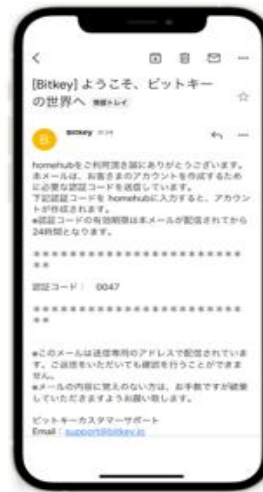 [Bitkey] ようこそ、ビットキー
の世界へ 受信トレイ
B
Bitkey 11:24
homehubをご利用頂き誠にありがとうございます。
本メールは、お客さまのアカウントを作成するため
に必要な認証コードを送信しています。
下記認証コードを homehubに入力すると、アカウン
トが作成されます。
※認証コードの有効期限は本メールが配信されてから
24時間となります。
＊＊＊＊＊＊＊＊＊＊＊＊＊＊＊＊＊＊＊＊＊＊＊
＊＊
認証コード： 0047
＊＊＊＊＊＊＊＊＊＊＊＊＊＊＊＊＊＊＊＊＊＊＊
＊＊
※このメールは送信専用のアドレスで配信されていま
す。ご返信をいただいても確認を行うことができませ
ん。
※メールの内容に覚えのない方は、お手数ですが破棄
していただきますようお願い致します。
ビットキーカスタマーサポート
Email : support@bitkey.jp